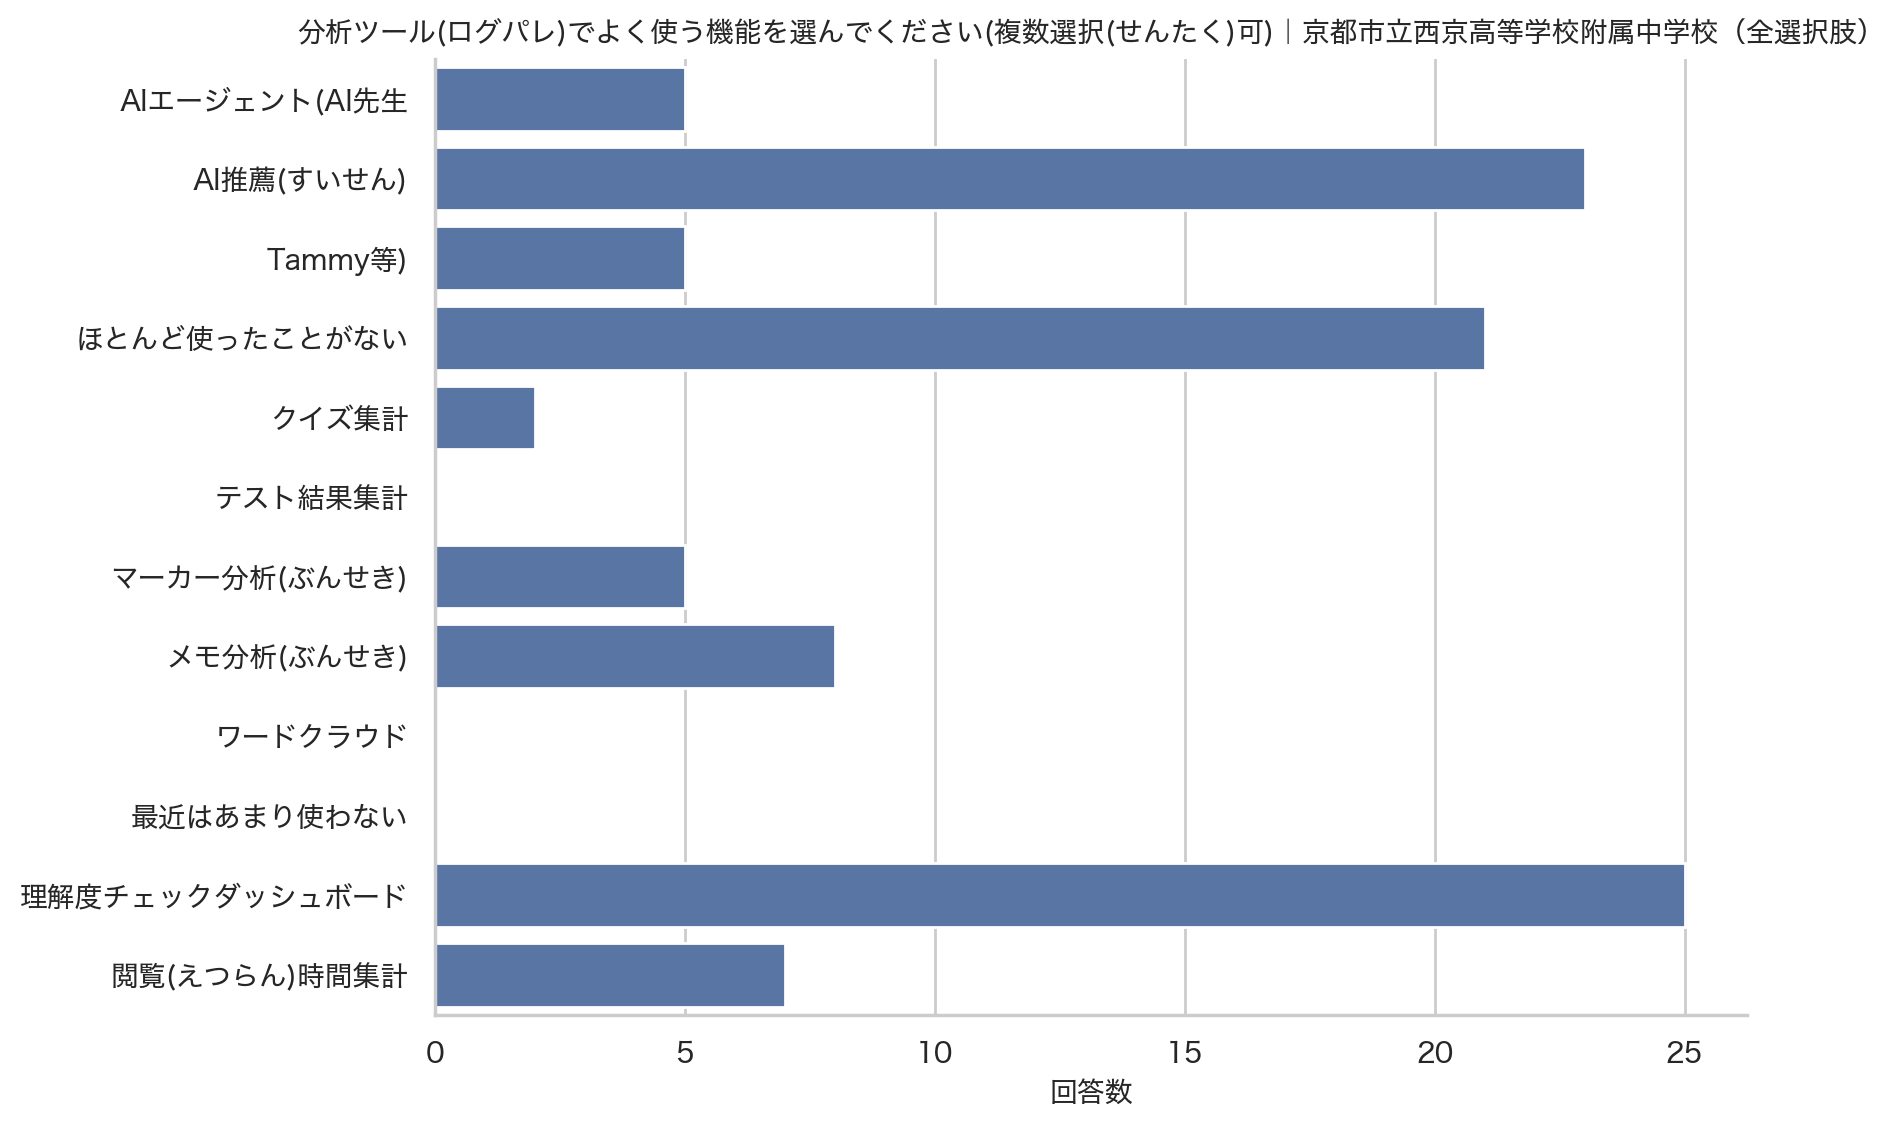 分析ツール(ログパレ)でよく使う機能を選んでください(複数選択(せんたく)可)｜京都市立西京高等学校附属中学校（全選択肢）
AIエージェント(AI先生
AI推薦(すいせん)
Tammy等)
ほとんど使ったことがない
クイズ集計
テスト結果集計
マーカー分析(ぶんせき)
メモ分析(ぶんせき)
ワードクラウド
最近はあまり使わない
理解度チェックダッシュボード
閲覧(えつらん)時間集計
0 5 10 15 20 25
回答数